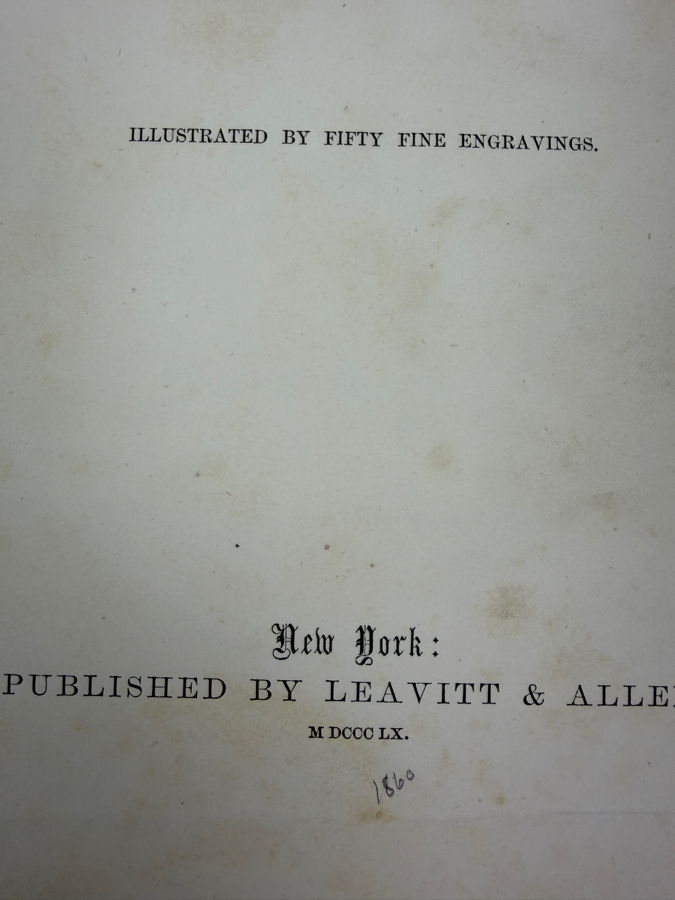 ILLUSTRATED BY FIFTY FINE ENGRAVINGS.
New York:
PUBLISHED BY LEAVITT & ALLE
M DCCC LX.
1860